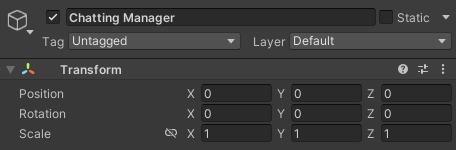 Chatting Manager Static
Tag Untagged Layer Default
Transform
Position X 0 Y 0 Z 0
Rotation X 0 Y 0 Z 0
Scale X 1 Y 1 Z 1